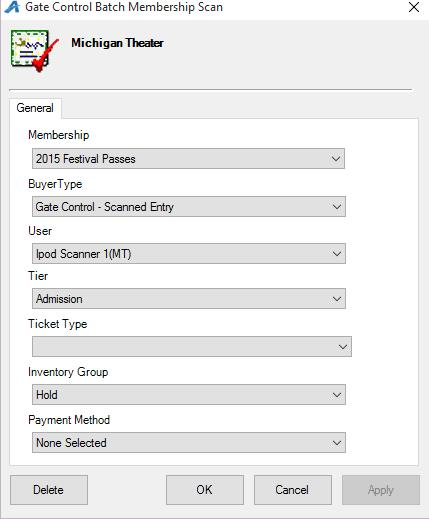 Gate Control Batch Membership Scan
Michigan Theater
General
Membership
2015 Festival Passes
BuyerType
Gate Control - Scanned Entry
User
Ipod Scanner 1(MT)
Tier
Admission
Ticket Type
Inventory Group
Hold
Payment Method
None Selected
Delete OK Cancel Apply